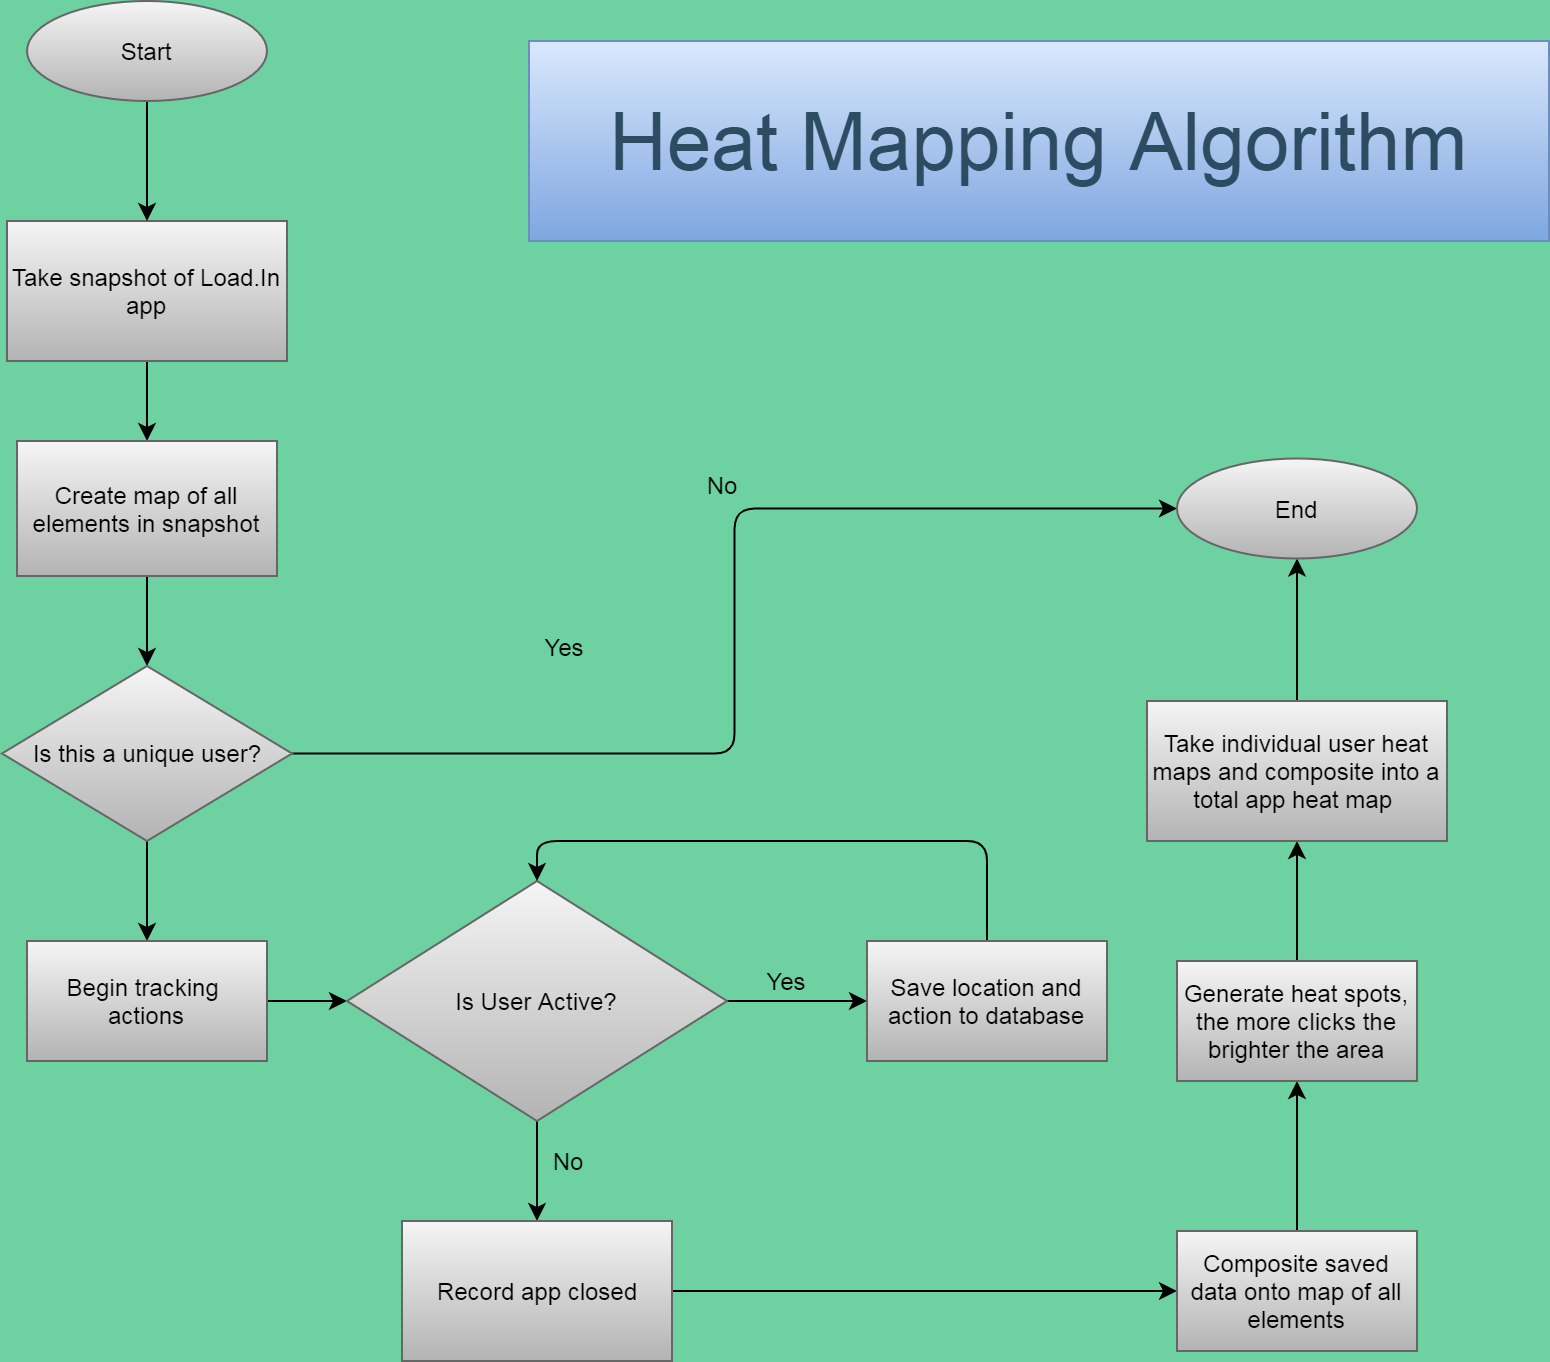 Start
Heat Mapping Algorithm
Take snapshot of Load.In
app
Create map of all
elements in snapshot
No
End
Yes
Is this a unique user?
Take individual user heat
maps and composite into a
total app heat map
Begin tracking
actions
Is User Active?
Yes
Save location and
action to database
Generate heat spots,
the more clicks the
brighter the area
No
Record app closed
Composite saved
data onto map of all
elements